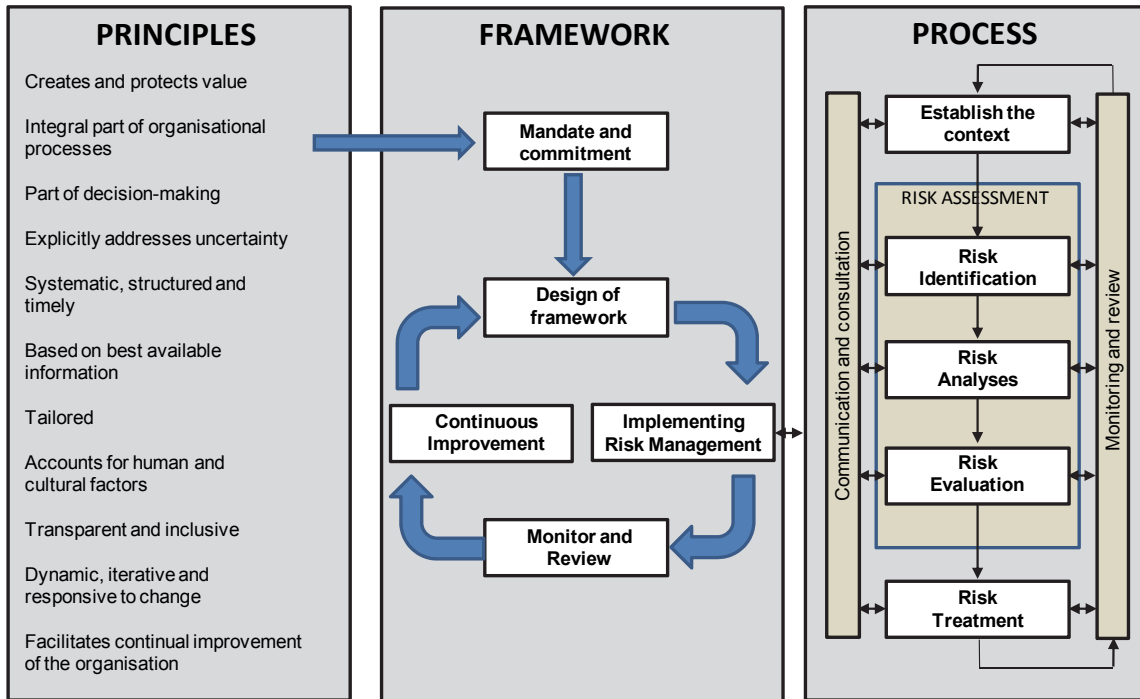 PRINCIPLES
Creates and protects value
Integral part of organisational
processes
Part of decision-making
Explicitly addresses uncertainty
Systematic, structured and
timely
Based on best available
information
Tailored
Accounts for human and
cultural factors
Transparent and inclusive
Dynamic, iterative and
responsive to change
Facilitates continual improvement
of the organisation
FRAMEWORK
Mandate and
commitment
Design of
framework
Continuous
Improvement
Implementing
Risk Management
Monitor and
Review
PROCESS
Communication and consultation
Establish the
context
RISK ASSESSMENT
Risk
Identification
Risk
Analyses
Risk
Evaluation
Risk
Treatment
Monitoring and review